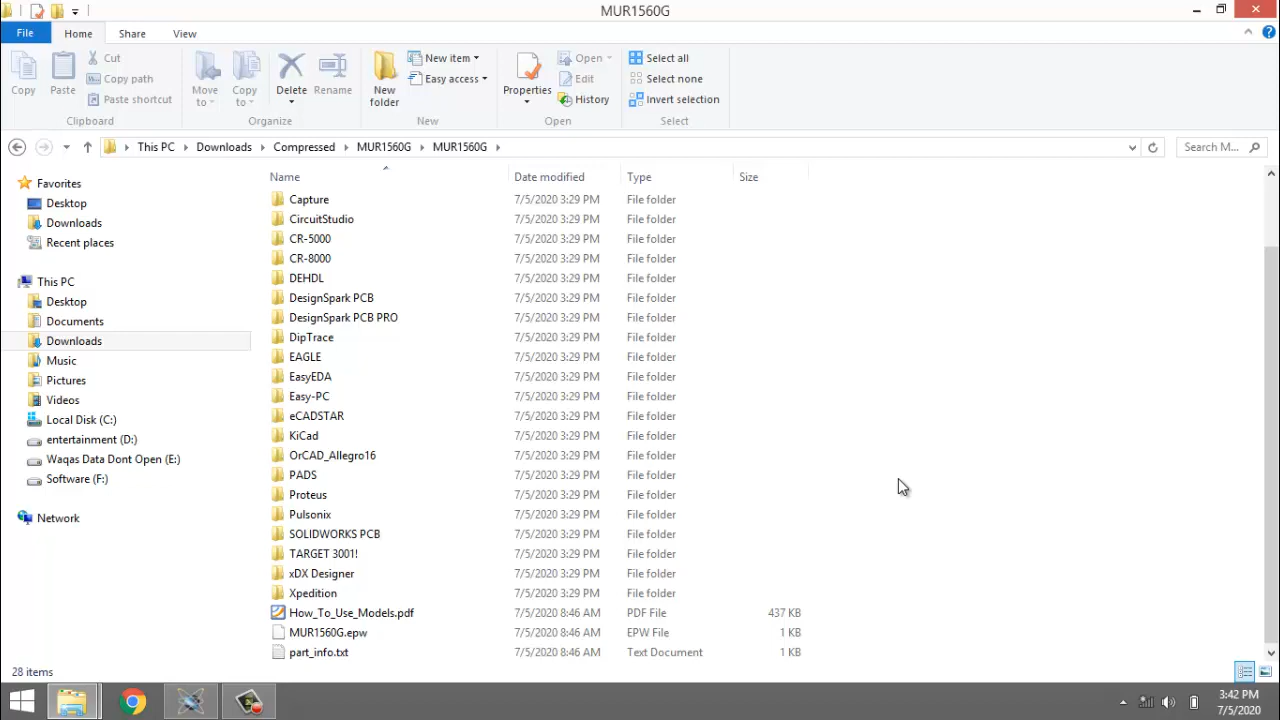 MUR1560G
File Home Share View
Copy
Paste
Cut
Copy path
Paste shortcut
Clipboard
Move to
Copy to
Delete
Rename
Organize
New folder
New item
Easy access
New
Properties
Open
Edit
History
Open
Select all
Select none
Invert selection
Select
This PC Downloads Compressed MUR1560G MUR1560G
Search M...
Favorites
Desktop
Downloads
Recent places
This PC
Desktop
Documents
Downloads
Music
Pictures
Videos
Local Disk (C:)
entertainment (D:)
Waqas Data Dont Open (E:)
Software (F:)
Network
Name Date modified Type Size
Capture 7/5/2020 3:29 PM File folder
CircuitStudio 7/5/2020 3:29 PM File folder
CR-5000 7/5/2020 3:29 PM File folder
CR-8000 7/5/2020 3:29 PM File folder
DEHDL 7/5/2020 3:29 PM File folder
DesignSpark PCB 7/5/2020 3:29 PM File folder
DesignSpark PCB PRO 7/5/2020 3:29 PM File folder
DipTrace 7/5/2020 3:29 PM File folder
EAGLE 7/5/2020 3:29 PM File folder
EasyEDA 7/5/2020 3:29 PM File folder
Easy-PC 7/5/2020 3:29 PM File folder
eCADSTAR 7/5/2020 3:29 PM File folder
KiCad 7/5/2020 3:29 PM File folder
OrCAD_Allegro16 7/5/2020 3:29 PM File folder
PADS 7/5/2020 3:29 PM File folder
Proteus 7/5/2020 3:29 PM File folder
Pulsonix 7/5/2020 3:29 PM File folder
SOLIDWORKS PCB 7/5/2020 3:29 PM File folder
TARGET 3001! 7/5/2020 3:29 PM File folder
xDX Designer 7/5/2020 3:29 PM File folder
Xpedition 7/5/2020 3:29 PM File folder
How_To_Use_Models.pdf 7/5/2020 8:46 AM PDF File 437 KB
MUR1560G.epw 7/5/2020 8:46 AM EPW File 1 KB
part_info.txt 7/5/2020 8:46 AM Text Document 1 KB
28 items
3:42 PM
7/5/2020